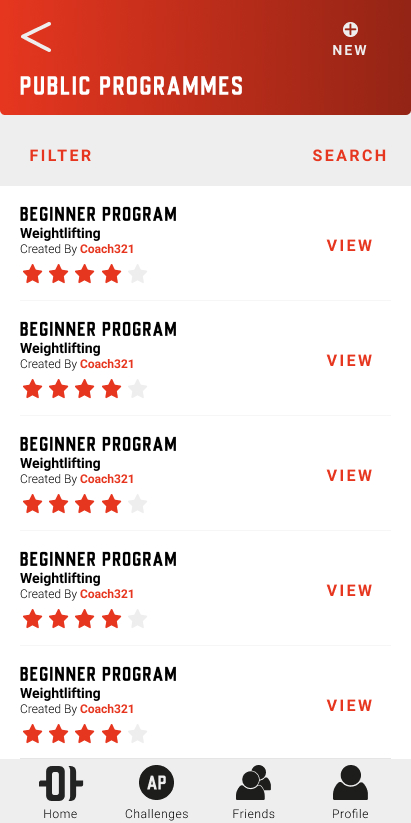 NEW
PUBLIC PROGRAMMES
FILTER SEARCH
BEGINNER PROGRAM
Weightlifting
Created By Coach321
VIEW
BEGINNER PROGRAM
Weightlifting
Created By Coach321
VIEW
BEGINNER PROGRAM
Weightlifting
Created By Coach321
VIEW
BEGINNER PROGRAM
Weightlifting
Created By Coach321
VIEW
BEGINNER PROGRAM
Weightlifting
Created By Coach321
VIEW
AP
Home Challenges Friends Profile